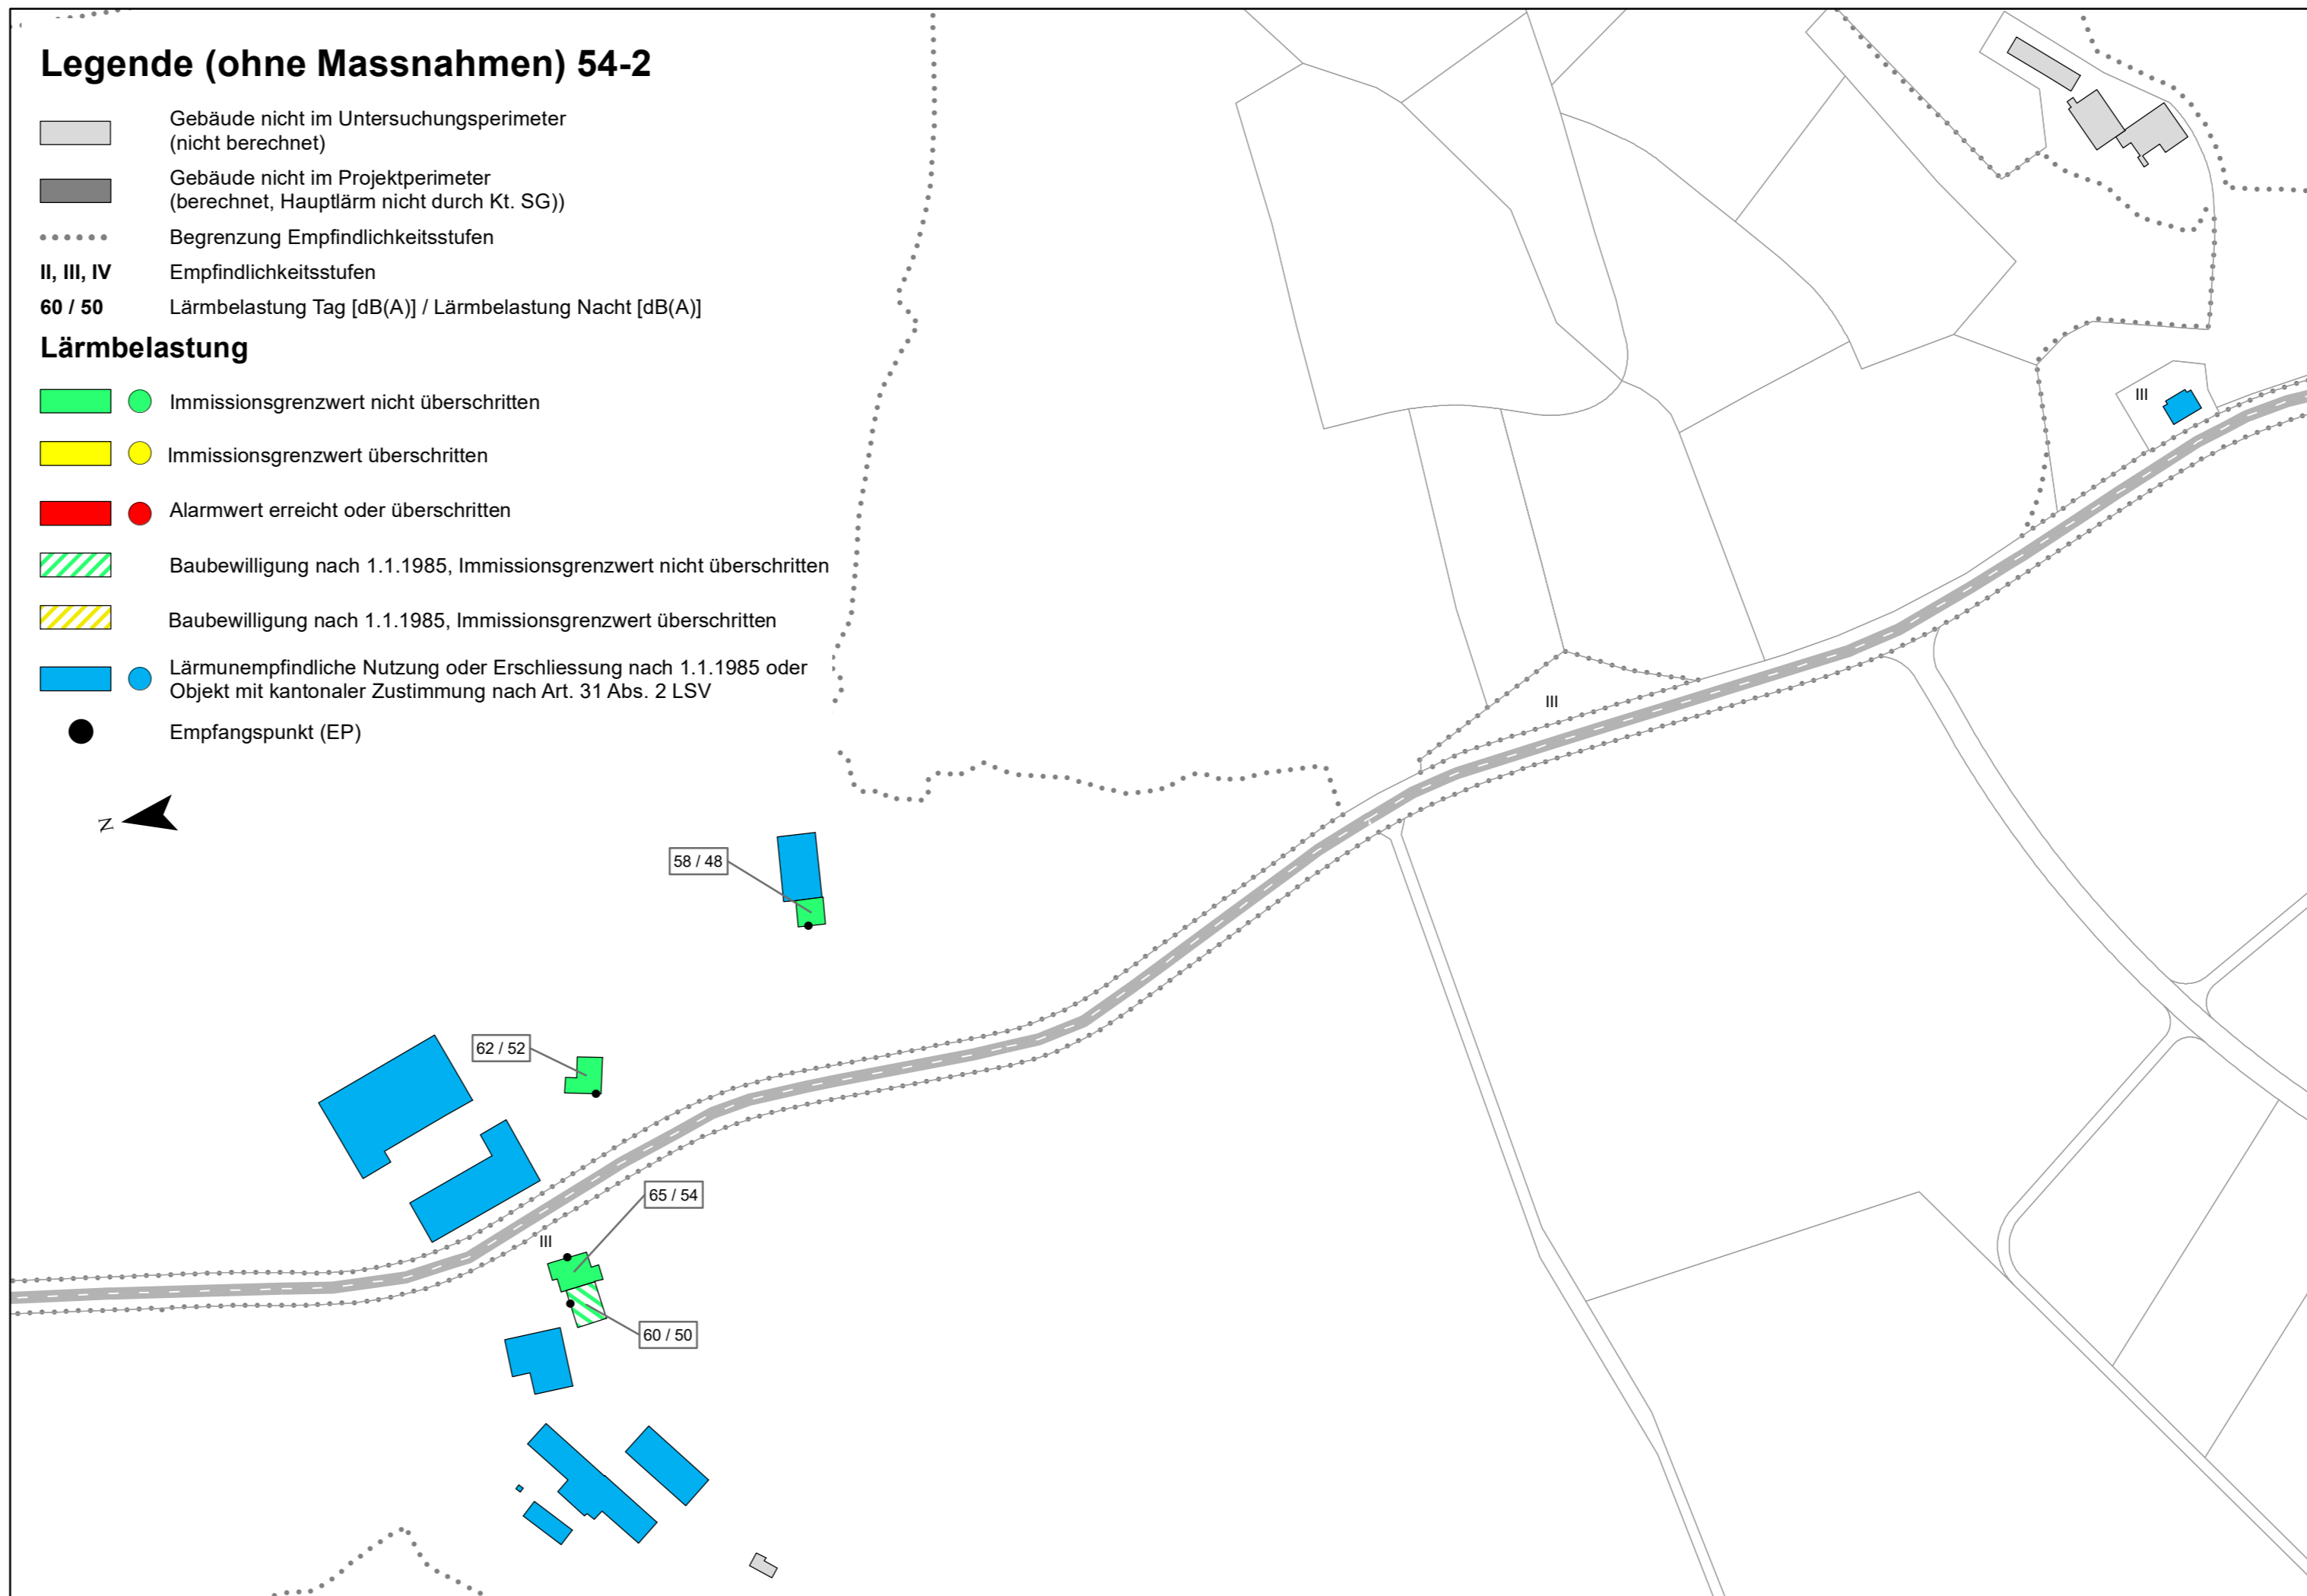 Legende (ohne Massnahmen) 54-2
Gebäude nicht im Untersuchungsperimeter
(nicht berechnet)
Gebäude nicht im Projektperimeter
(berechnet, Hauptlärm nicht durch Kt. SG))
Begrenzung Empfindlichkeitsstufen
II, III, IV Empfindlichkeitsstufen
60 / 50 Lärmbelastung Tag [dB(A)] / Lärmbelastung Nacht [dB(A)]
Lärmbelastung
Immissionsgrenzwert nicht überschritten
Immissionsgrenzwert überschritten
Alarmwert erreicht oder überschritten
Baubewilligung nach 1.1.1985, Immissionsgrenzwert nicht überschritten
Baubewilligung nach 1.1.1985, Immissionsgrenzwert überschritten
Lärmunempfindliche Nutzung oder Erschliessung nach 1.1.1985 oder
Objekt mit kantonaler Zustimmung nach Art. 31 Abs. 2 LSV
Empfangspunkt (EP)
N
III
III
58 / 48
62 / 52
65 / 54
III
60 / 50